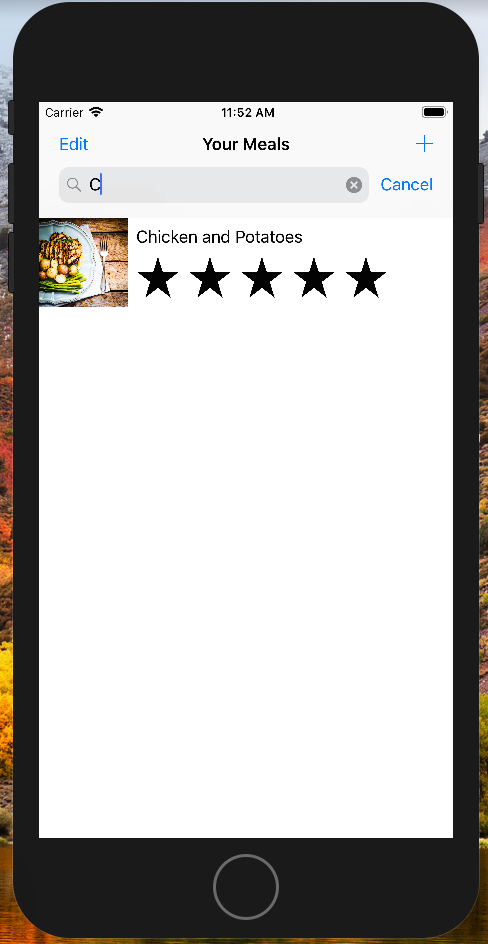 Carrier 11:52 AM
Edit Your Meals
C Cancel
Chicken and Potatoes